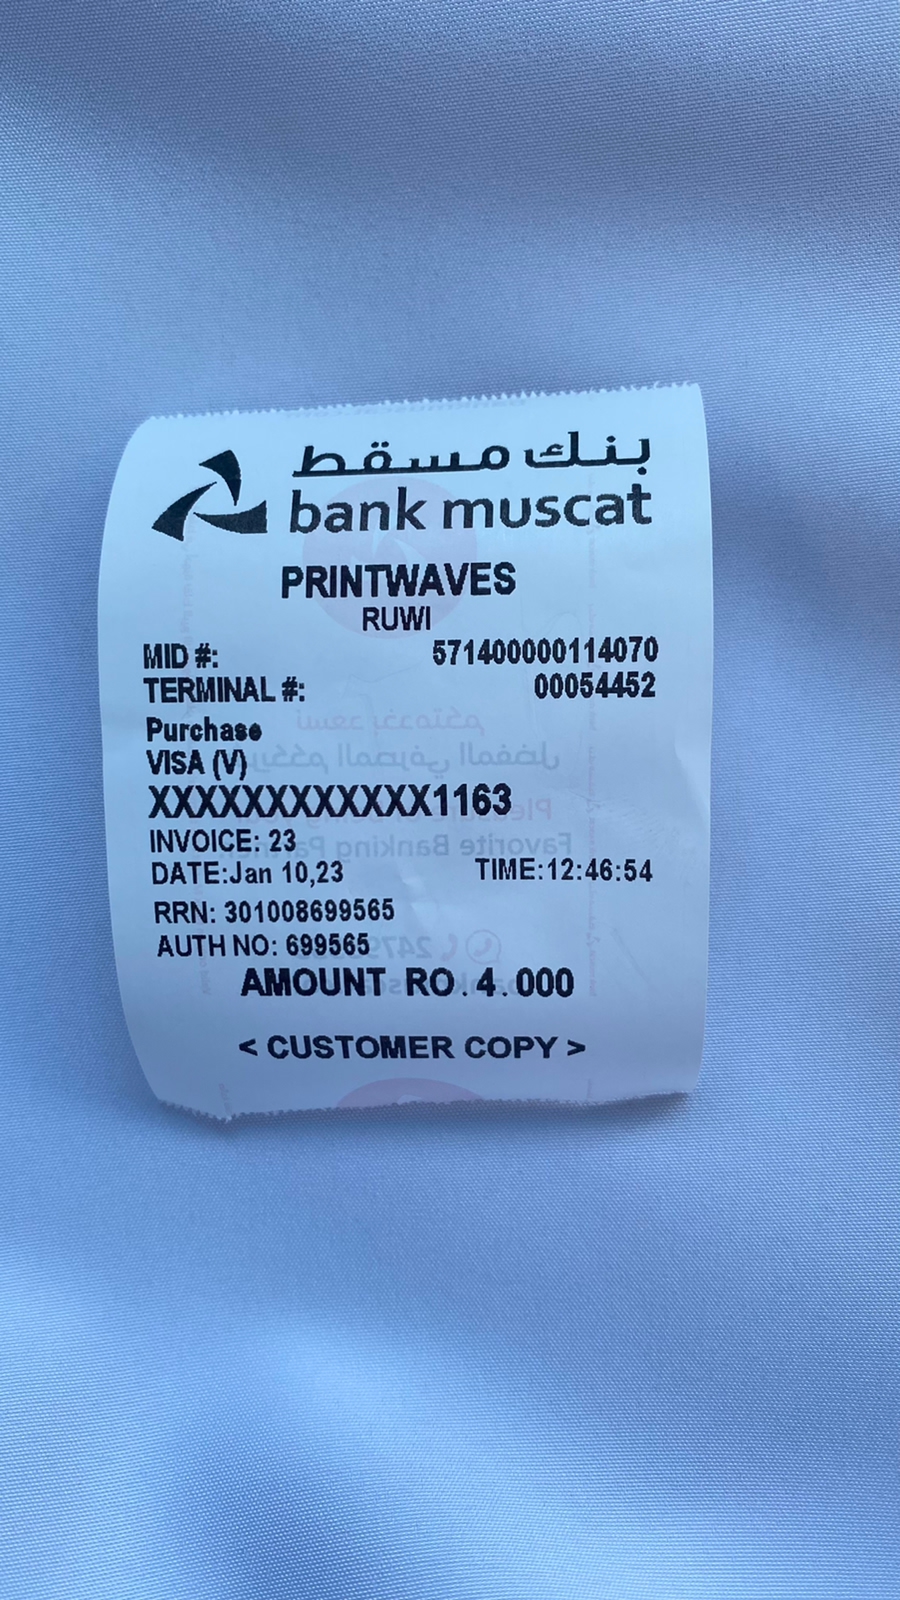 بنك مسقط
bank muscat
PRINTWAVES
RUWI
MID #: 571400000114070
TERMINAL #: 00054452
Purchase
VISA (V)
XXXXXXXXXXXX1163
INVOICE: 23
DATE:Jan 10,23 TIME:12:46:54
RRN: 301008699565
AUTH NO: 699565
AMOUNT RO.4.000
< CUSTOMER COPY >